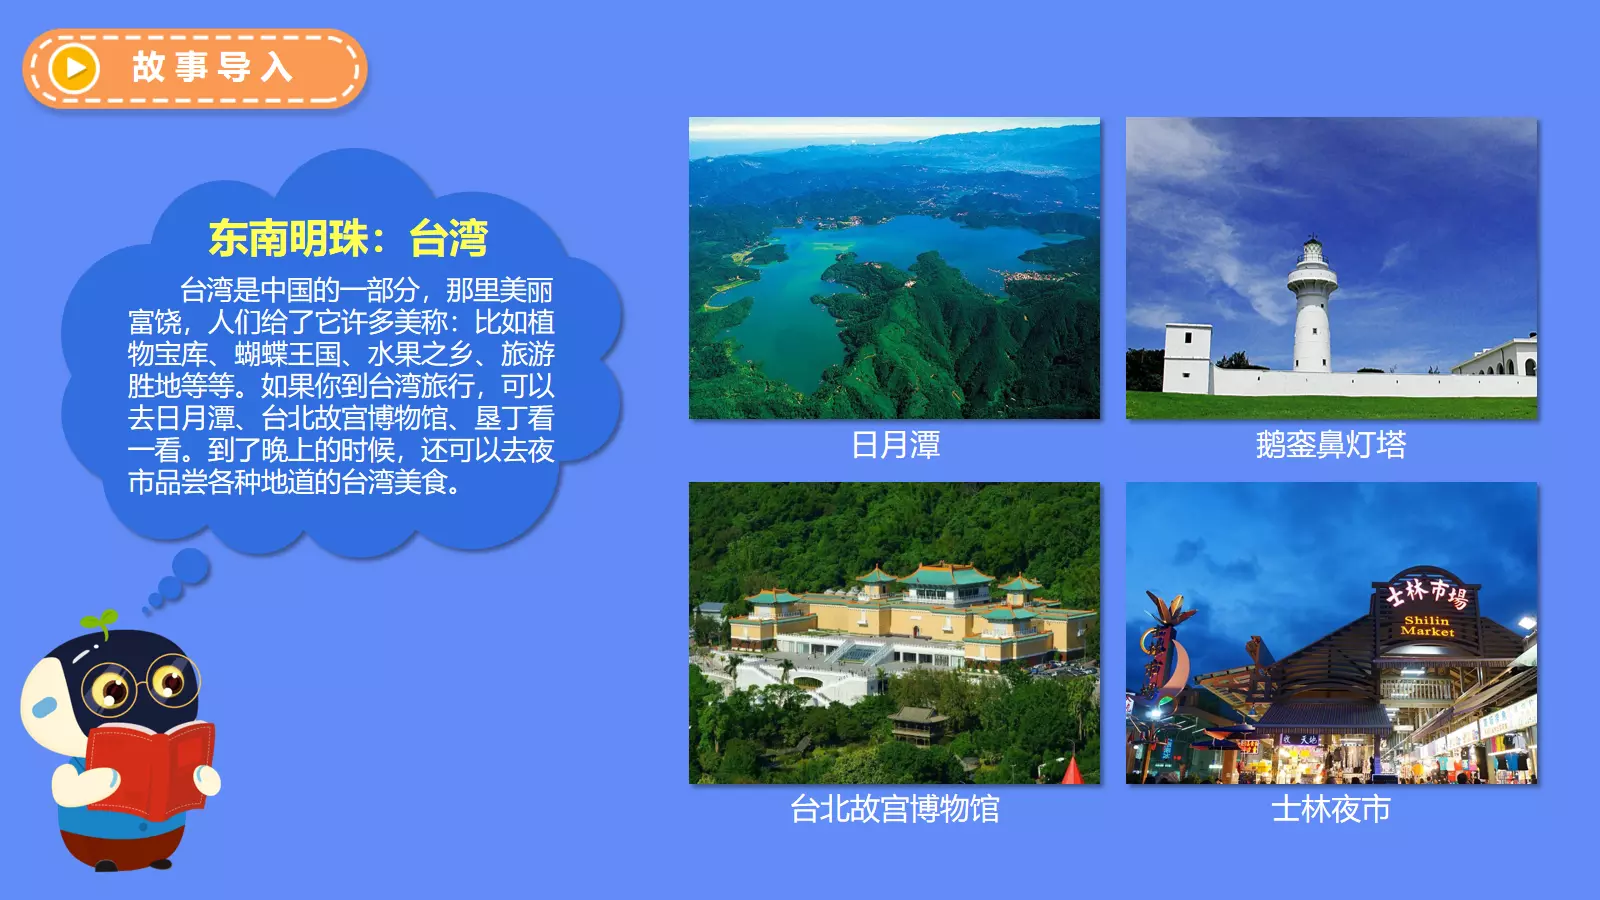 故事导入
东南明珠：台湾
台湾是中国的一部分，那里美丽
富饶，人们给了它许多美称：比如植
物宝库、蝴蝶王国、水果之乡、旅游
胜地等等。如果你到台湾旅行，可以
去日月潭、台北故宫博物馆、垦丁看
一看。到了晚上的时候，还可以去夜
市品尝各种地道的台湾美食。
日月潭
鹅銮鼻灯塔
士林市場
Shilin
Market
台北故宫博物馆
士林夜市